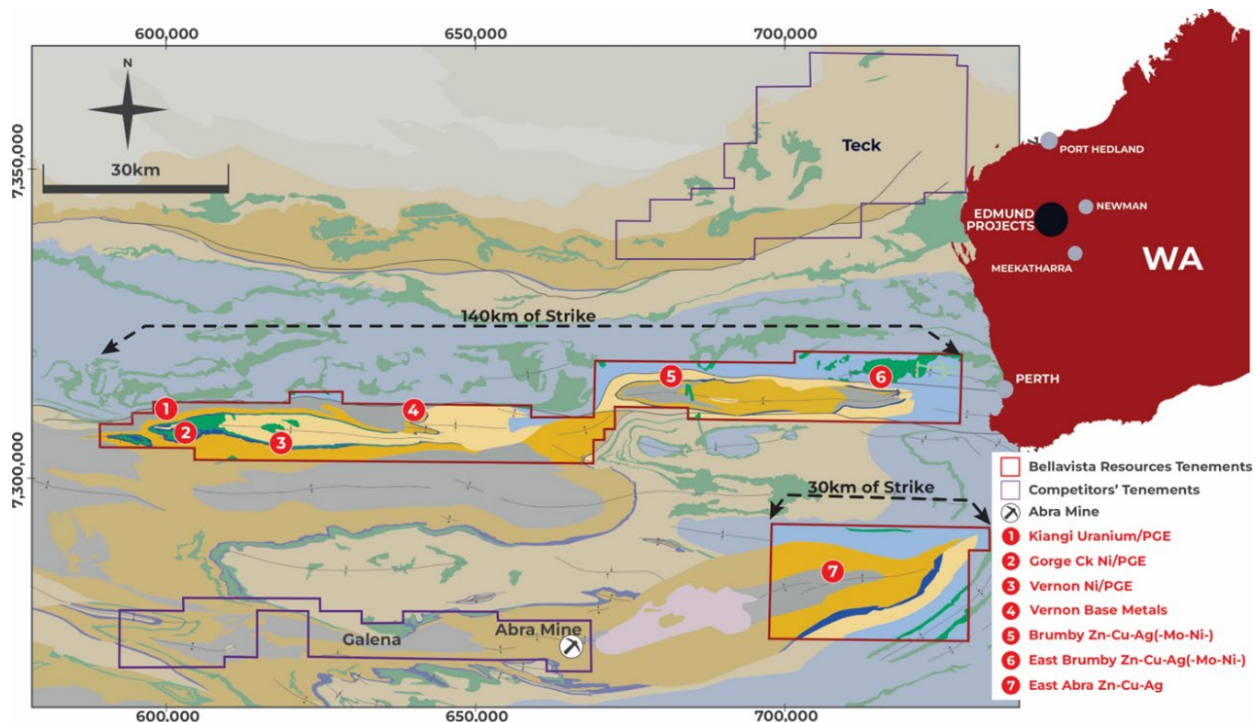 600,000
650,000
700,000
N
30km
7,350,000
7,300,000
Teck
140km of Strike
1
2
3
4
5
6
30km of Strike
7
Galena
Abra Mine
600,000
650,000
700,000
PORT HEDLAND
EDMUND
PROJECTS
NEWMAN
MEEKATHARRA
WA
PERTH
Bellavista Resources Tenements
Competitors' Tenements
Abra Mine
1 Kiangi Uranium/PGE
2 Gorge Ck Ni/PGE
3 Vernon Ni/PGE
4 Vernon Base Metals
5 Brumby Zn-Cu-Ag(-Mo-Ni-)
6 East Brumby Zn-Cu-Ag(-Mo-Ni-)
7 East Abra Zn-Cu-Ag